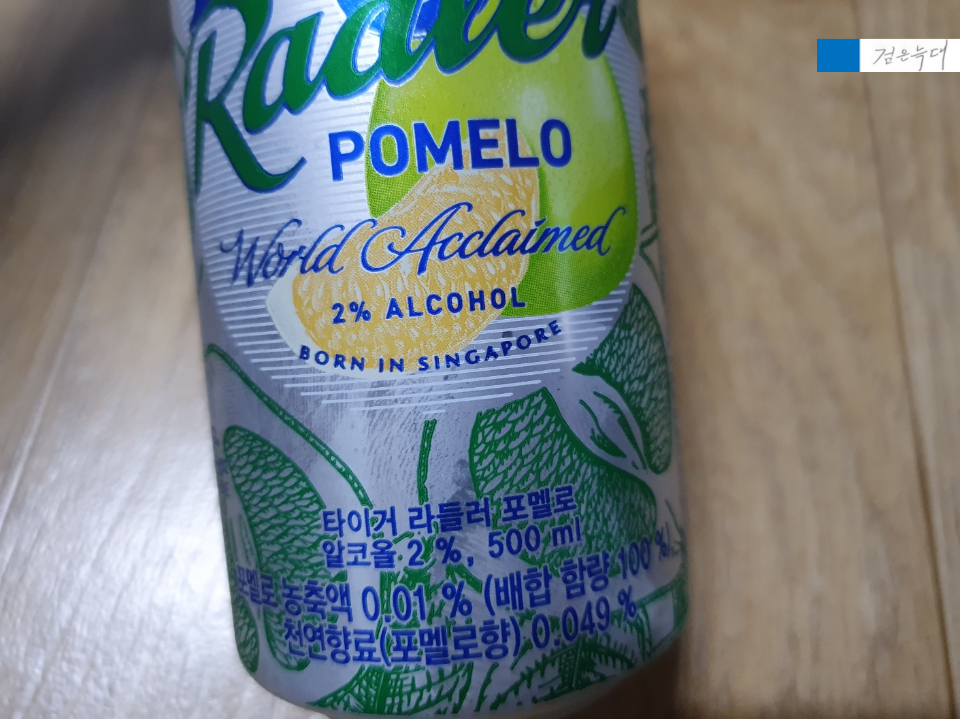 Radler
검은늑대
POMELO
World Acclaimed
2% ALCOHOL
BORN IN SINGAPORE
타이거 라들러 포멜로
알코올 2 %, 500 ml
포멜로 농축액 0.01 % (배합 함량 100 %)
천연향료(포멜로향) 0.049 %